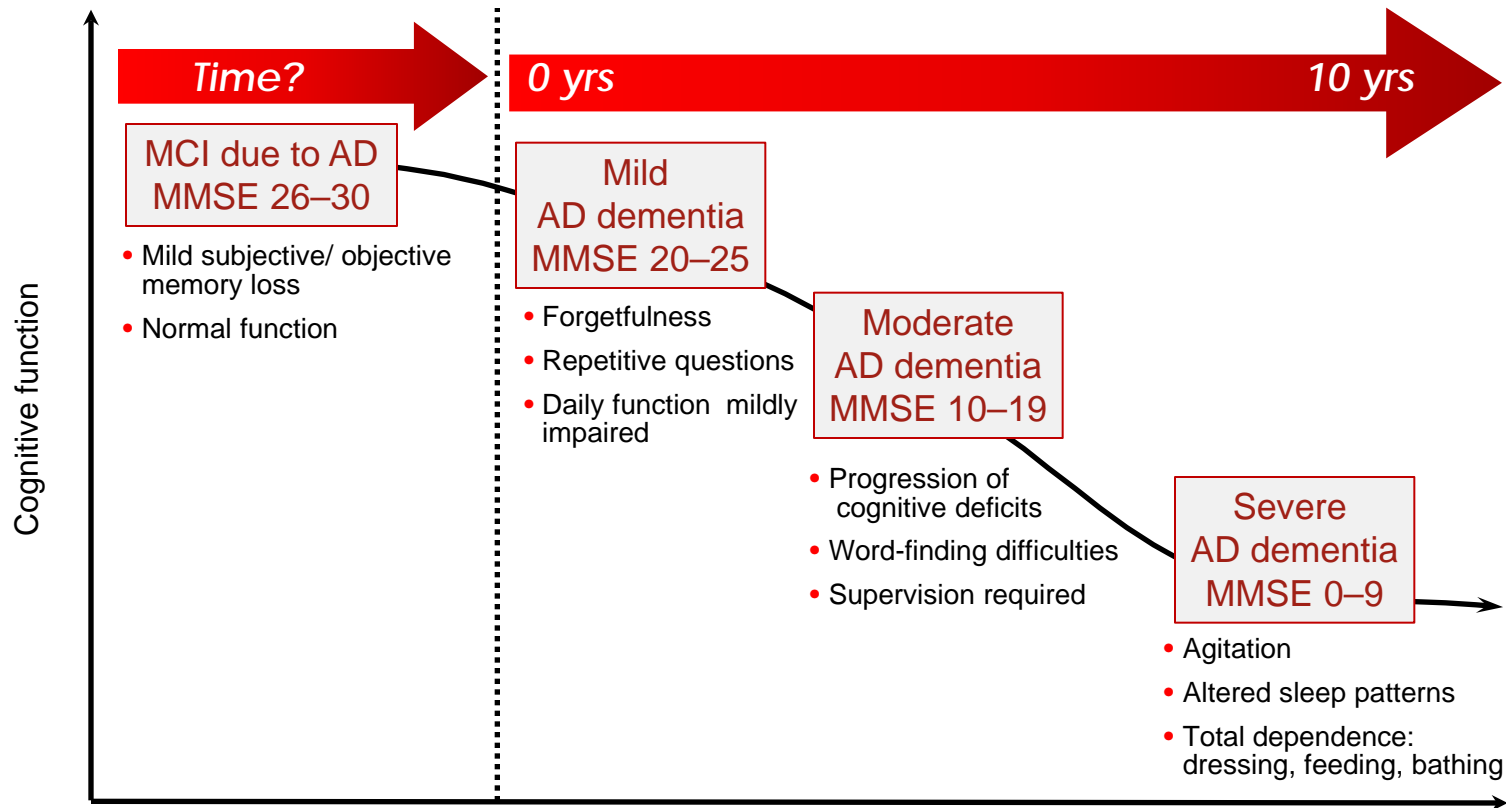 Time?
0 yrs
10 yrs
MCI due to AD
MMSE 26–30
• Mild subjective/ objective
memory loss
• Normal function
Mild
AD dementia
MMSE 20–25
• Forgetfulness
• Repetitive questions
• Daily function mildly
impaired
Moderate
AD dementia
MMSE 10–19
• Progression of
cognitive deficits
• Word-finding difficulties
• Supervision required
Severe
AD dementia
MMSE 0–9
• Agitation
• Altered sleep patterns
• Total dependence:
dressing, feeding, bathing
Cognitive function